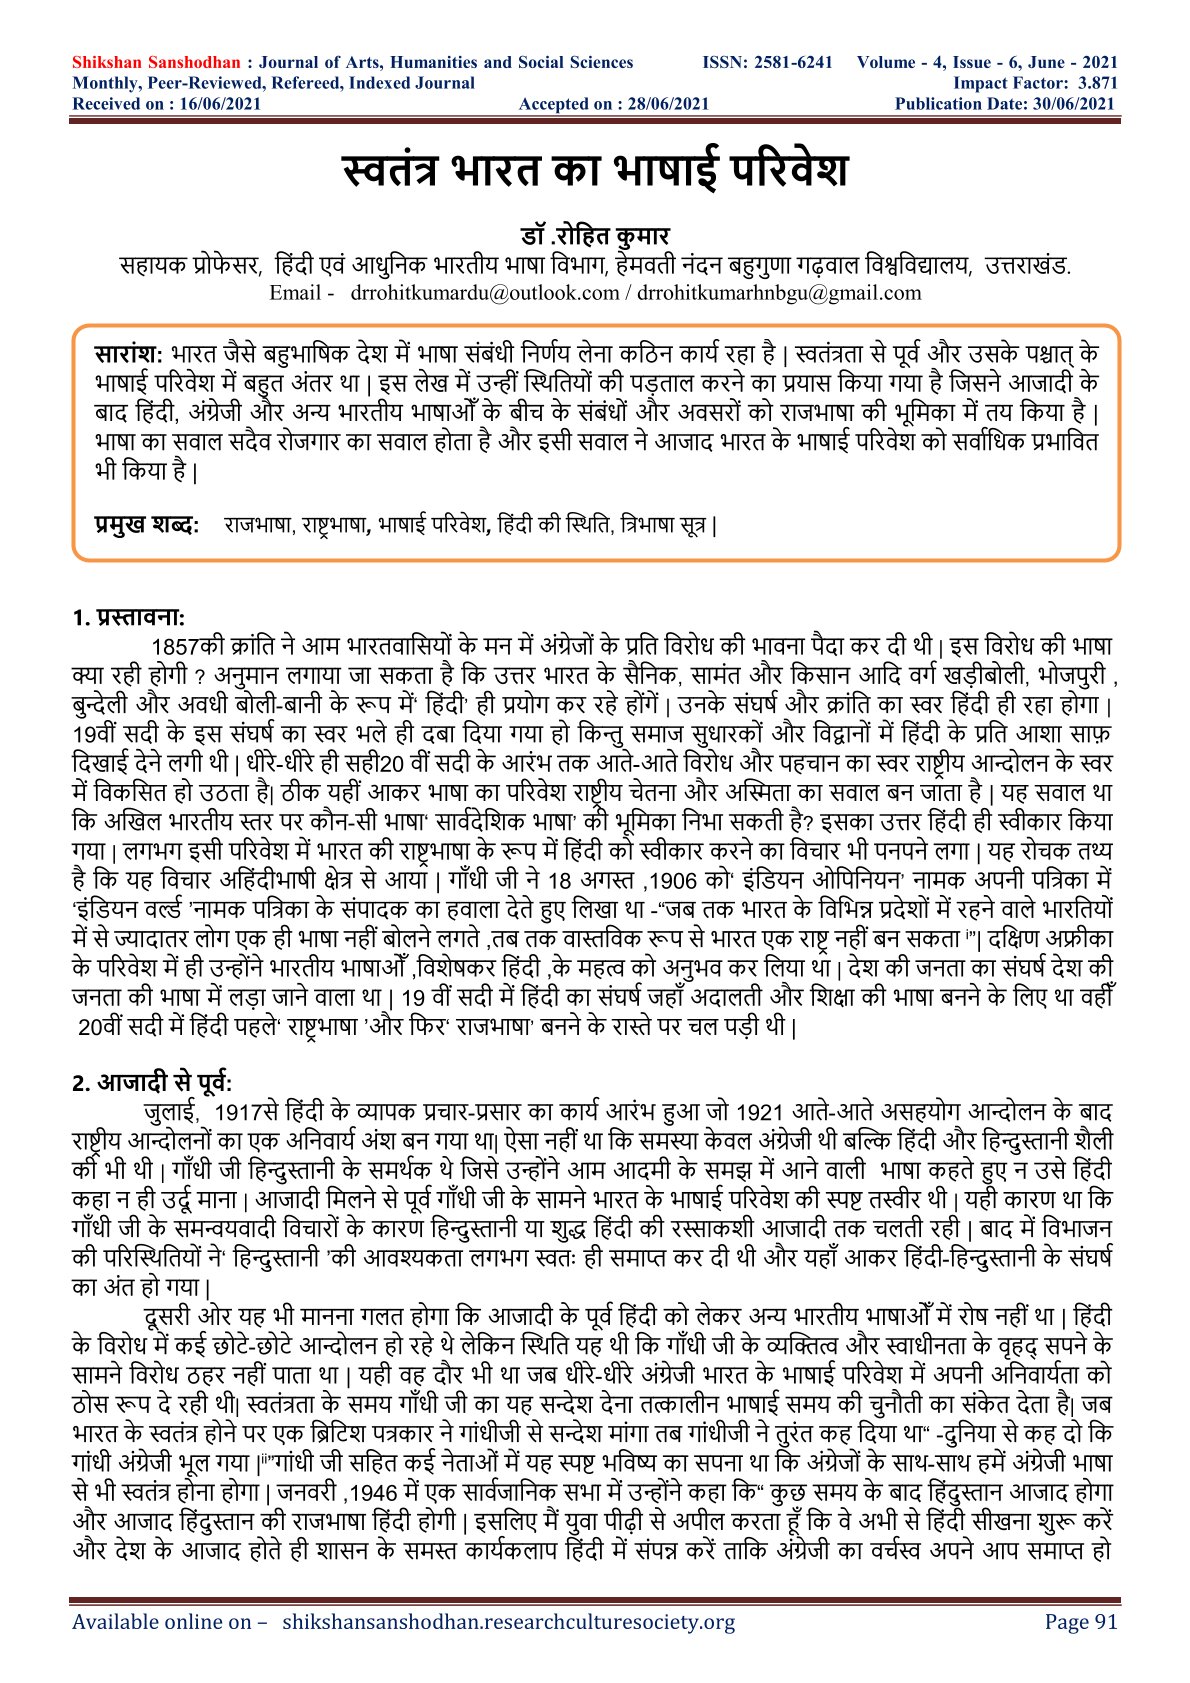 Shikshan Sanshodhan : Journal of Arts, Humanities and Social Sciences ISSN: 2581-6241 Volume - 4, Issue - 6, June - 2021
Monthly, Peer-Reviewed, Refereed, Indexed Journal Impact Factor: 3.871
Received on : 16/06/2021 Accepted on : 28/06/2021 Publication Date: 30/06/2021
स्वतंत्र भारत का भाषाई परिवेश
डॉ .रोहित कुमार
सहायक प्रोफेसर, हिंदी एवं आधुनिक भारतीय भाषा विभाग, हेमवती नंदन बहुगुणा गढ़वाल विश्वविद्यालय, उत्तराखंड.
Email - drrohitkumardu@outlook.com / drrohitkumarhnbgu@gmail.com
सारांश: भारत जैसे बहुभाषिक देश में भाषा संबंधी निर्णय लेना कठिन कार्य रहा है | स्वतंत्रता से पूर्व और उसके पश्चात् के
भाषाई परिवेश में बहुत अंतर था | इस लेख में उन्हीं स्थितियों की पड़ताल करने का प्रयास किया गया है जिसने आजादी के
बाद हिंदी, अंग्रेजी और अन्य भारतीय भाषाओँ के बीच के संबंधों और अवसरों को राजभाषा की भूमिका में तय किया है |
भाषा का सवाल सदैव रोजगार का सवाल होता है और इसी सवाल ने आजाद भारत के भाषाई परिवेश को सर्वाधिक प्रभावित
भी किया है |
प्रमुख शब्द: राजभाषा, राष्ट्रभाषा, भाषाई परिवेश, हिंदी की स्थिति, त्रिभाषा सूत्र |
1. प्रस्तावना:
1857की क्रांति ने आम भारतवासियों के मन में अंग्रेजों के प्रति विरोध की भावना पैदा कर दी थी | इस विरोध की भाषा
क्या रही होगी ? अनुमान लगाया जा सकता है कि उत्तर भारत के सैनिक, सामंत और किसान आदि वर्ग खड़ीबोली, भोजपुरी ,
बुन्देली और अवधी बोली-बानी के रूप में‘ हिंदी’ ही प्रयोग कर रहे होंगें | उनके संघर्ष और क्रांति का स्वर हिंदी ही रहा होगा |
19वीं सदी के इस संघर्ष का स्वर भले ही दबा दिया गया हो किन्तु समाज सुधारकों और विद्वानों में हिंदी के प्रति आशा साफ़
दिखाई देने लगी थी | धीरे-धीरे ही सही20 वीं सदी के आरंभ तक आते-आते विरोध और पहचान का स्वर राष्ट्रीय आन्दोलन के स्वर
में विकसित हो उठता है| ठीक यहीं आकर भाषा का परिवेश राष्ट्रीय चेतना और अस्मिता का सवाल बन जाता है | यह सवाल था
कि अखिल भारतीय स्तर पर कौन-सी भाषा‘ सार्वदेशिक भाषा’ की भूमिका निभा सकती है? इसका उत्तर हिंदी ही स्वीकार किया
गया | लगभग इसी परिवेश में भारत की राष्ट्रभाषा के रूप में हिंदी को स्वीकार करने का विचार भी पनपने लगा | यह रोचक तथ्य
है कि यह विचार अहिंदीभाषी क्षेत्र से आया | गाँधी जी ने 18 अगस्त ,1906 को‘ इंडियन ओपिनियन’ नामक अपनी पत्रिका में
‘इंडियन वर्ल्ड ’नामक पत्रिका के संपादक का हवाला देते हुए लिखा था -“जब तक भारत के विभिन्न प्रदेशों में रहने वाले भारतियों
में से ज्यादातर लोग एक ही भाषा नहीं बोलने लगते ,तब तक वास्तविक रूप से भारत एक राष्ट्र नहीं बन सकता i”| दक्षिण अफ्रीका
के परिवेश में ही उन्होंने भारतीय भाषाओँ ,विशेषकर हिंदी ,के महत्व को अनुभव कर लिया था | देश की जनता का संघर्ष देश की
जनता की भाषा में लड़ा जाने वाला था | 19 वीं सदी में हिंदी का संघर्ष जहाँ अदालती और शिक्षा की भाषा बनने के लिए था वहीँ
20वीं सदी में हिंदी पहले‘ राष्ट्रभाषा ’और फिर‘ राजभाषा’ बनने के रास्ते पर चल पड़ी थी |
2. आजादी से पूर्व:
जुलाई, 1917से हिंदी के व्यापक प्रचार-प्रसार का कार्य आरंभ हुआ जो 1921 आते-आते असहयोग आन्दोलन के बाद
राष्ट्रीय आन्दोलनों का एक अनिवार्य अंश बन गया था| ऐसा नहीं था कि समस्या केवल अंग्रेजी थी बल्कि हिंदी और हिन्दुस्तानी शैली
की भी थी | गाँधी जी हिन्दुस्तानी के समर्थक थे जिसे उन्होंने आम आदमी के समझ में आने वाली भाषा कहते हुए न उसे हिंदी
कहा न ही उर्दू माना | आजादी मिलने से पूर्व गाँधी जी के सामने भारत के भाषाई परिवेश की स्पष्ट तस्वीर थी | यही कारण था कि
गाँधी जी के समन्वयवादी विचारों के कारण हिन्दुस्तानी या शुद्ध हिंदी की रस्साकशी आजादी तक चलती रही | बाद में विभाजन
की परिस्थितियों ने‘ हिन्दुस्तानी ’की आवश्यकता लगभग स्वतः ही समाप्त कर दी थी और यहाँ आकर हिंदी-हिन्दुस्तानी के संघर्ष
का अंत हो गया |
दूसरी ओर यह भी मानना गलत होगा कि आजादी के पूर्व हिंदी को लेकर अन्य भारतीय भाषाओँ में रोष नहीं था | हिंदी
के विरोध में कई छोटे-छोटे आन्दोलन हो रहे थे लेकिन स्थिति यह थी कि गाँधी जी के व्यक्तित्व और स्वाधीनता के वृहद् सपने के
सामने विरोध ठहर नहीं पाता था | यही वह दौर भी था जब धीरे-धीरे अंग्रेजी भारत के भाषाई परिवेश में अपनी अनिवार्यता को
ठोस रूप दे रही थी| स्वतंत्रता के समय गाँधी जी का यह सन्देश देना तत्कालीन भाषाई समय की चुनौती का संकेत देता है| जब
भारत के स्वतंत्र होने पर एक ब्रिटिश पत्रकार ने गांधीजी से सन्देश मांगा तब गांधीजी ने तुरंत कह दिया था“ -दुनिया से कह दो कि
गांधी अंग्रेजी भूल गया |ii”गांधी जी सहित कई नेताओं में यह स्पष्ट भविष्य का सपना था कि अंग्रेजों के साथ-साथ हमें अंग्रेजी भाषा
से भी स्वतंत्र होना होगा | जनवरी ,1946 में एक सार्वजानिक सभा में उन्होंने कहा कि“ कुछ समय के बाद हिंदुस्तान आजाद होगा
और आजाद हिंदुस्तान की राजभाषा हिंदी होगी | इसलिए मैं युवा पीढ़ी से अपील करता हूँ कि वे अभी से हिंदी सीखना शुरू करें
और देश के आजाद होते ही शासन के समस्त कार्यकलाप हिंदी में संपन्न करें ताकि अंग्रेजी का वर्चस्व अपने आप समाप्त हो
Available online on – shikshansanshodhan.researchculturesociety.org Page 91